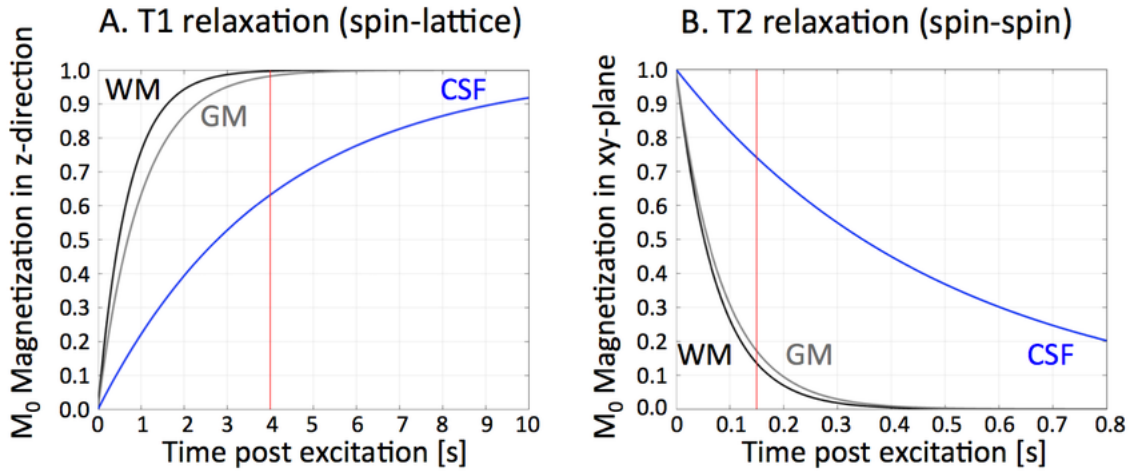 A. T1 relaxation (spin-lattice)
M0 Magnetization in z-direction
1.0
0.9
0.8
0.7
0.6
0.5
0.4
0.3
0.2
0.1
0.0
WM
GM
CSF
0 1 2 3 4 5 6 7 8 9 10
Time post excitation [s]
B. T2 relaxation (spin-spin)
M0 Magnetization in xy-plane
1.0
0.9
0.8
0.7
0.6
0.5
0.4
0.3
0.2
0.1
0.0
CSF
WM GM CSF
0 0.1 0.2 0.3 0.4 0.5 0.6 0.7 0.8
Time post excitation [s]